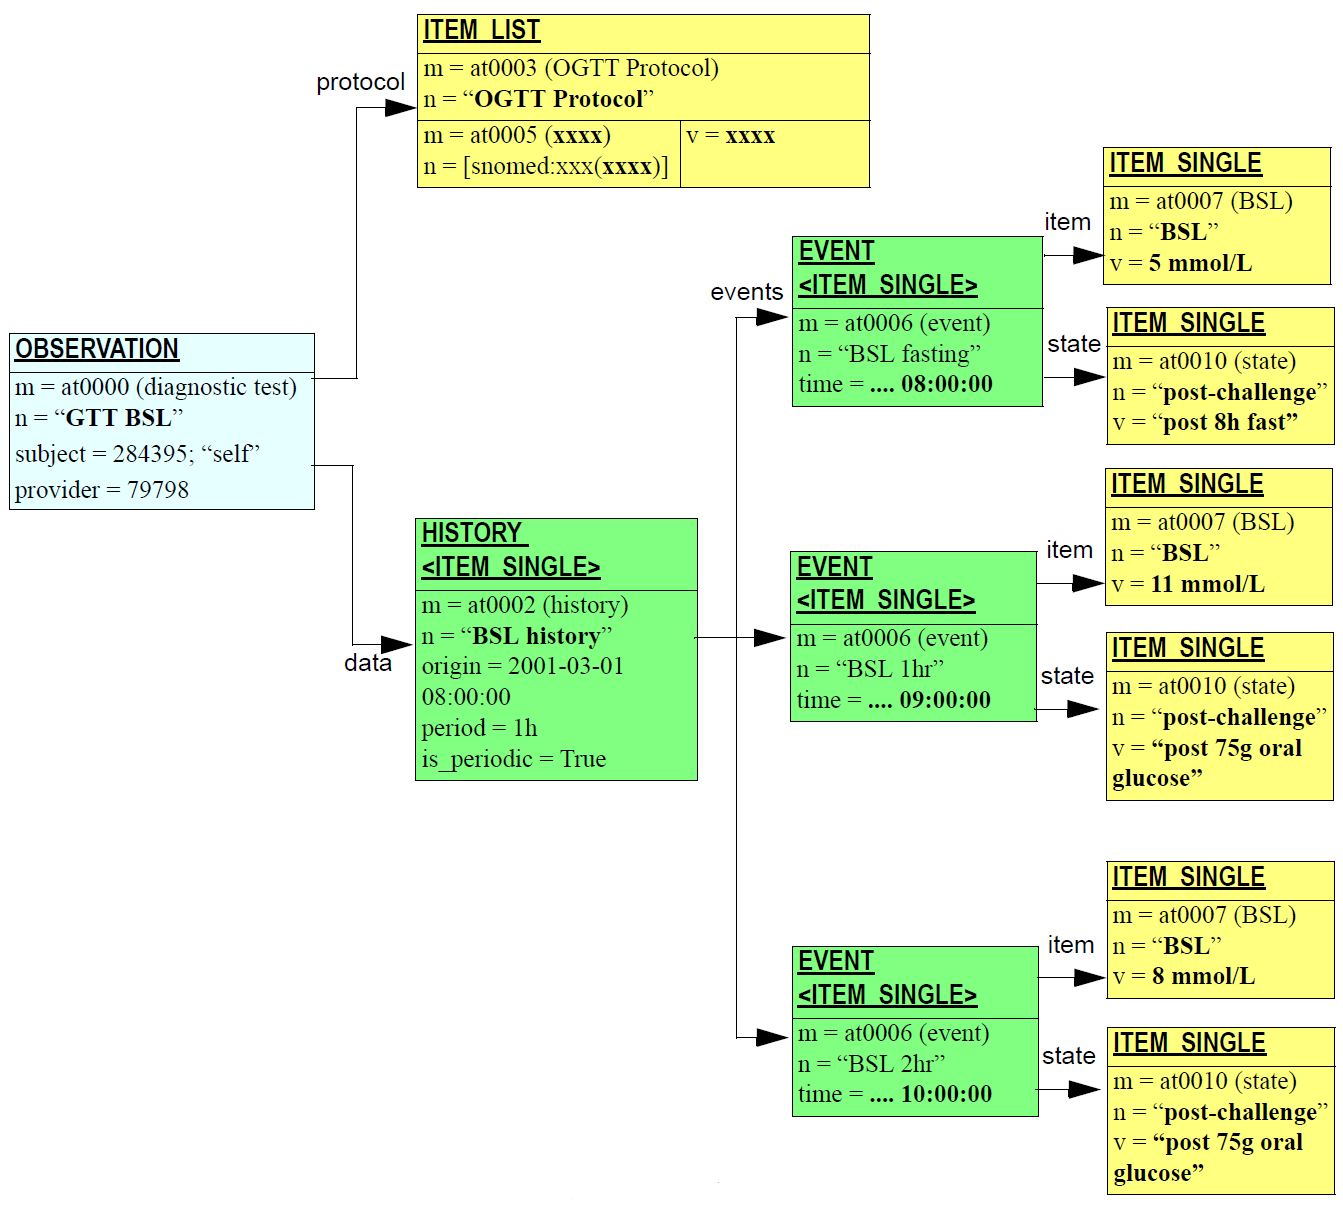 ITEM_LIST
m = at0003 (OGTT Protocol)
n = “OGTT Protocol”
m = at0005 (xxxx)
n = [snomed:xxx(xxxx)]
v = xxxx
protocol
OBSERVATION
m = at0000 (diagnostic test)
n = “GTT BSL”
subject = 284395; “self”
provider = 79798
data
HISTORY
<ITEM_SINGLE>
m = at0002 (history)
n = “BSL history”
origin = 2001-03-01
08:00:00
period = 1h
is_periodic = True
events
EVENT
<ITEM_SINGLE>
m = at0006 (event)
n = “BSL fasting”
time = .... 08:00:00
item
ITEM_SINGLE
m = at0007 (BSL)
n = “BSL”
v = 5 mmol/L
state
ITEM_SINGLE
m = at0010 (state)
n = “post-challenge”
v = “post 8h fast”
EVENT
<ITEM_SINGLE>
m = at0006 (event)
n = “BSL 1hr”
time = .... 09:00:00
item
ITEM_SINGLE
m = at0007 (BSL)
n = “BSL”
v = 11 mmol/L
state
ITEM_SINGLE
m = at0010 (state)
n = “post-challenge”
v = “post 75g oral
glucose”
EVENT
<ITEM_SINGLE>
m = at0006 (event)
n = “BSL 2hr”
time = .... 10:00:00
item
ITEM_SINGLE
m = at0007 (BSL)
n = “BSL”
v = 8 mmol/L
state
ITEM_SINGLE
m = at0010 (state)
n = “post-challenge”
v = “post 75g oral
glucose”